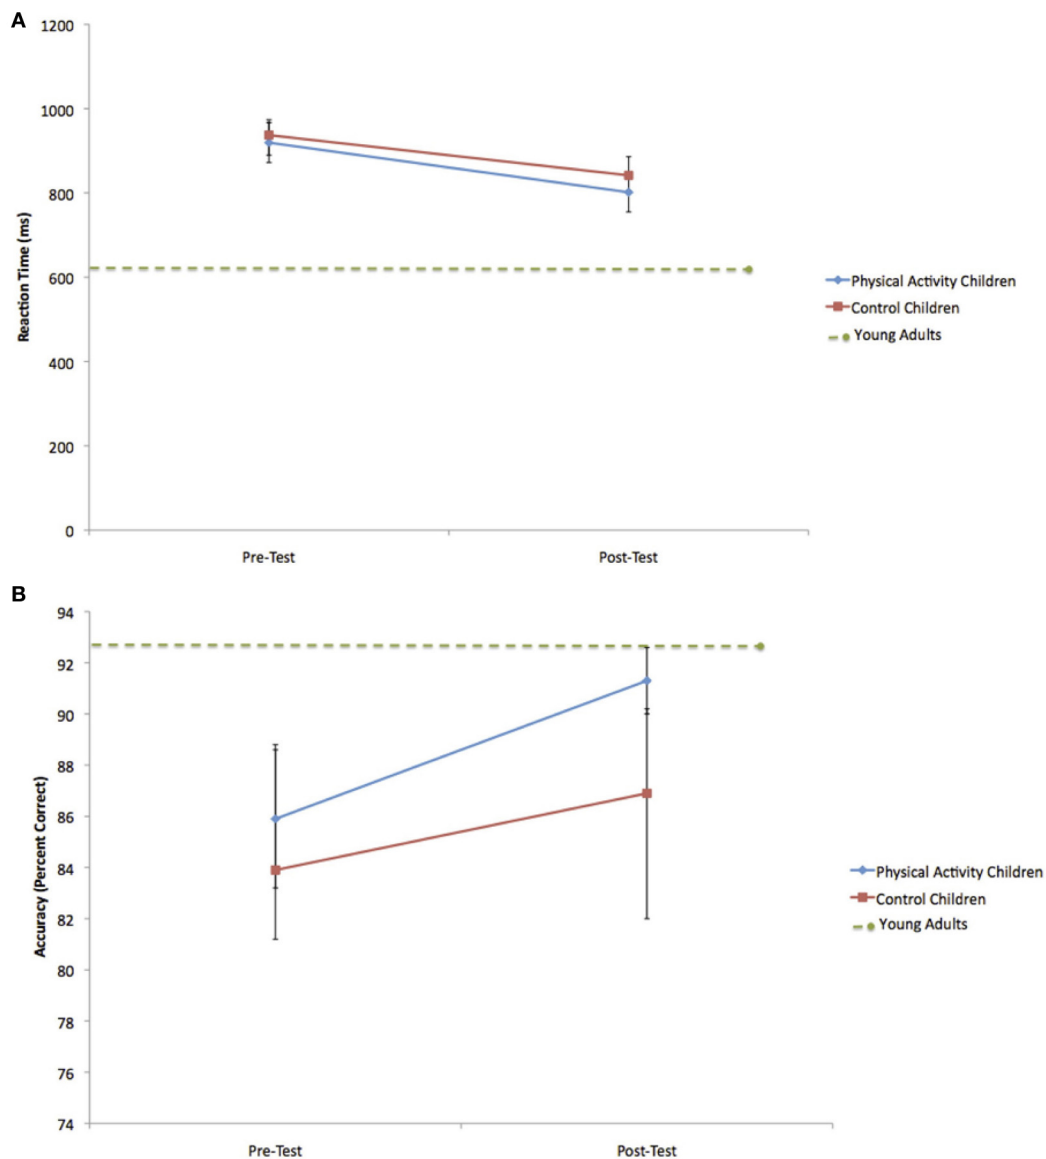 A
1200
1000
800
600
400
200
0
Reaction Time (ms)
Pre-Test
Post-Test
Physical Activity Children
Control Children
Young Adults
B
94
92
90
88
86
84
82
80
78
76
74
Accuracy (Percent Correct)
Pre-Test
Post-Test
Physical Activity Children
Control Children
Young Adults